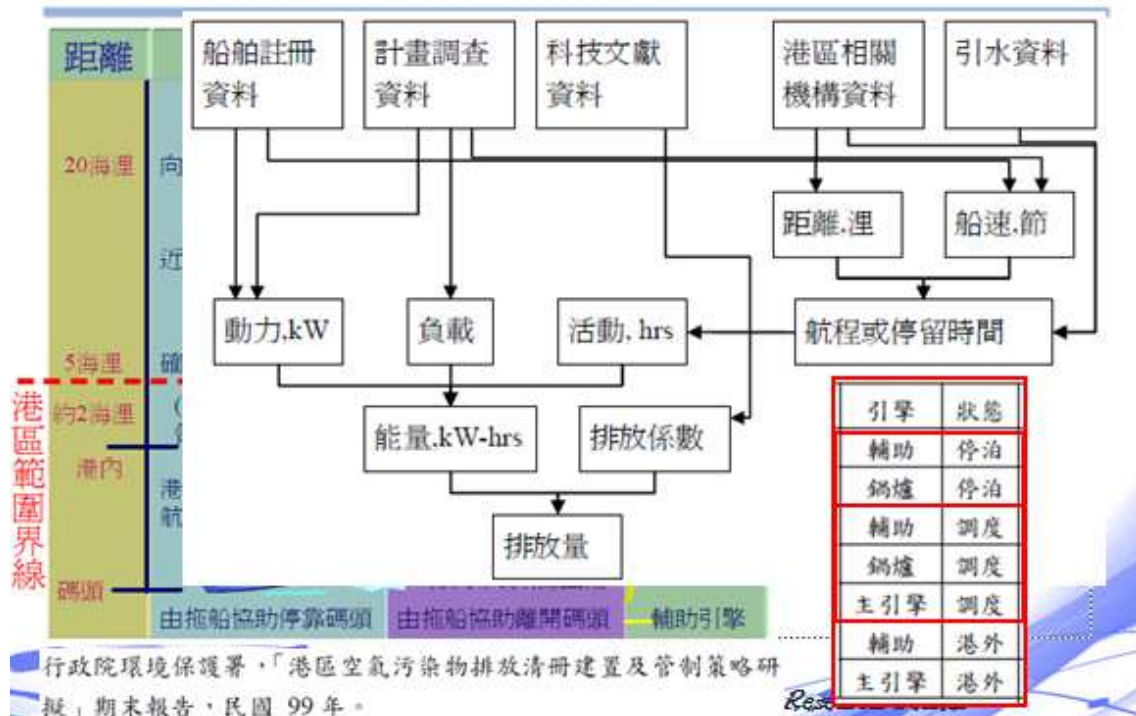 距離
船舶註冊
資料
計畫調查
資料
科技文獻
資料
港區相關
機構資料
引水資料
20海浬
向
近
距離.浬
船速.節
動力,kW
負載
活動, hrs
航程或停留時間
5海浬
港區範圍界線
約2海浬
港內
港
航
碼頭
能量,kW-hrs
排放係數
排放量
引擎 狀態
輔助 停泊
鍋爐 停泊
輔助 調度
鍋爐 調度
主引擎 調度
輔助 港外
主引擎 港外
由拖船協助停靠碼頭
由拖船協助離開碼頭
輔助引擎
行政院環境保護署,「港區空氣污染物排放清冊建置及管制策略研
擬」期末報告,民國 99 年。